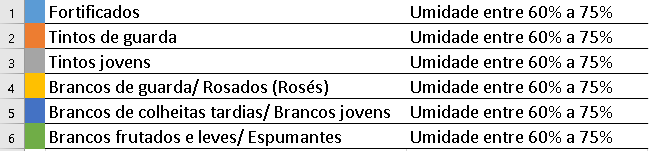 1 Fortificados Umidade entre 60% a 75%
2 Tintos de guarda Umidade entre 60% a 75%
3 Tintos jovens Umidade entre 60% a 75%
4 Brancos de guarda/ Rosados (Rosés) Umidade entre 60% a 75%
5 Brancos de colheitas tardias/ Brancos jovens Umidade entre 60% a 75%
6 Brancos frutados e leves/ Espumantes Umidade entre 60% a 75%